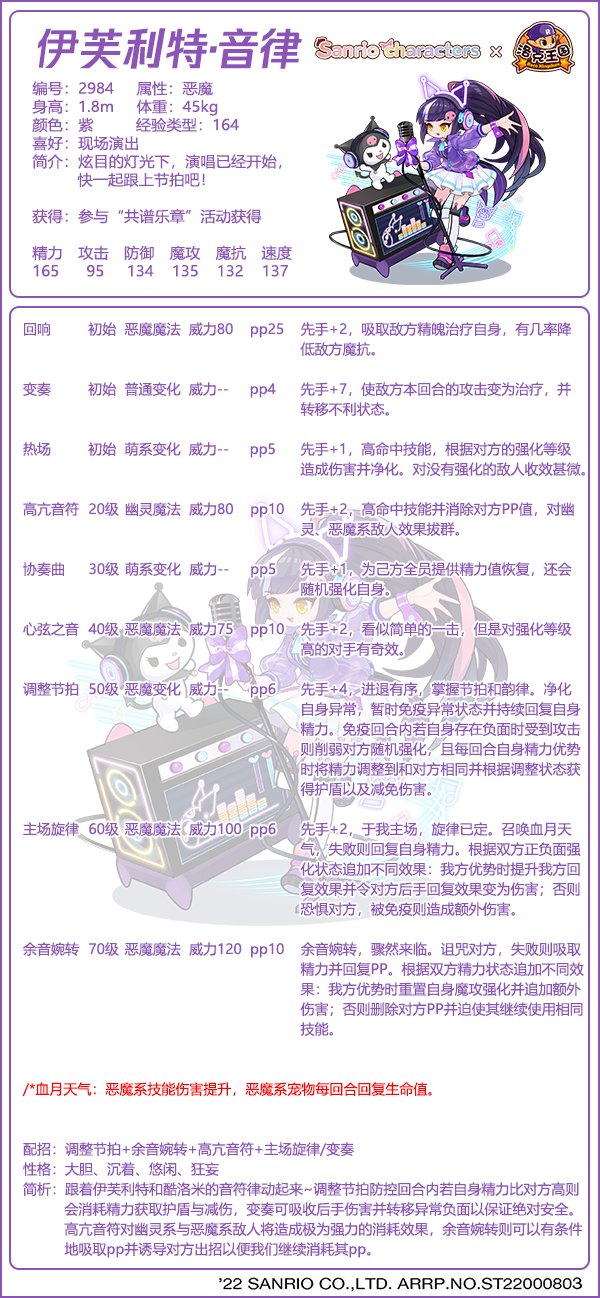 伊芙利特·音律 Sanrio characters × 洛克王国
编号：2984 属性：恶魔
身高：1.8m 体重：45kg
颜色：紫 经验类型：164
喜好：现场演出
简介：炫目的灯光下，演唱已经开始，
快一起跟上节拍吧！
获得：参与“共谱乐章”活动获得
精力 攻击 防御 魔攻 魔抗 速度
165 95 134 135 132 137
回响 初始 恶魔魔法 威力80 pp25 先手+2，吸取敌方精魄治疗自身，有几率降
低敌方魔抗。
变奏 初始 普通变化 威力-- pp4 先手+7，使敌方本回合的攻击变为治疗，并
转移不利状态。
热场 初始 萌系变化 威力-- pp5 先手+1，高命中技能，根据对方的强化等级
造成伤害并净化。对没有强化的敌人收效甚微。
高亢音符 20级 幽灵魔法 威力80 pp10 先手+2，高命中技能并消除对方PP值，对幽
灵、恶魔系敌人效果拔群。
协奏曲 30级 萌系变化 威力-- pp5 先手+1，为己方全员提供精力值恢复，还会
随机强化自身。
心弦之音 40级 恶魔魔法 威力75 pp10 先手+2，看似简单的一击，但是对强化等级
高的对手有奇效。
调整节拍 50级 恶魔变化 威力-- pp6 先手+4，进退有序，掌握节拍和韵律。净化
自身异常，暂时免疫异常状态并持续回复自身
精力。免疫回合内若自身存在负面时受到攻击
则削弱对方随机强化，且每回合自身精力优势
时将精力调整到和对方相同并根据调整状态获
得护盾以及减免伤害。
主场旋律 60级 恶魔魔法 威力100 pp6 先手+2，于我主场，旋律已定。召唤血月天
气，失败则回复自身精力。根据双方正负面强
化状态追加不同效果：我方优势时提升我方回
复效果并令对方后手回复效果变为伤害；否则
恐惧对方，被免疫则造成额外伤害。
余音婉转 70级 恶魔魔法 威力120 pp10 余音婉转，骤然来临。诅咒对方，失败则吸取
精力并回复PP。根据双方精力状态追加不同效
果：我方优势时重置自身魔攻强化并追加额外
伤害；否则删除对方PP并迫使其继续使用相同
技能。
/*血月天气：恶魔系技能伤害提升，恶魔系宠物每回合回复生命值。
配招：调整节拍+余音婉转+高亢音符+主场旋律/变奏
性格：大胆、沉着、悠闲、狂妄
简析：跟着伊芙利特和酷洛米的音符律动起来~调整节拍防控回合内若自身精力比对方高则
会消耗精力获取护盾与减伤，变奏可吸收后手伤害并转移异常负面以保证绝对安全。
高亢音符对幽灵系与恶魔系敌人将造成极为强力的消耗效果，余音婉转则可以有条件
地吸取pp并诱导对方出招以便我们继续消耗其pp。
’22 SANRIO CO.,LTD. ARRP.NO.ST22000803